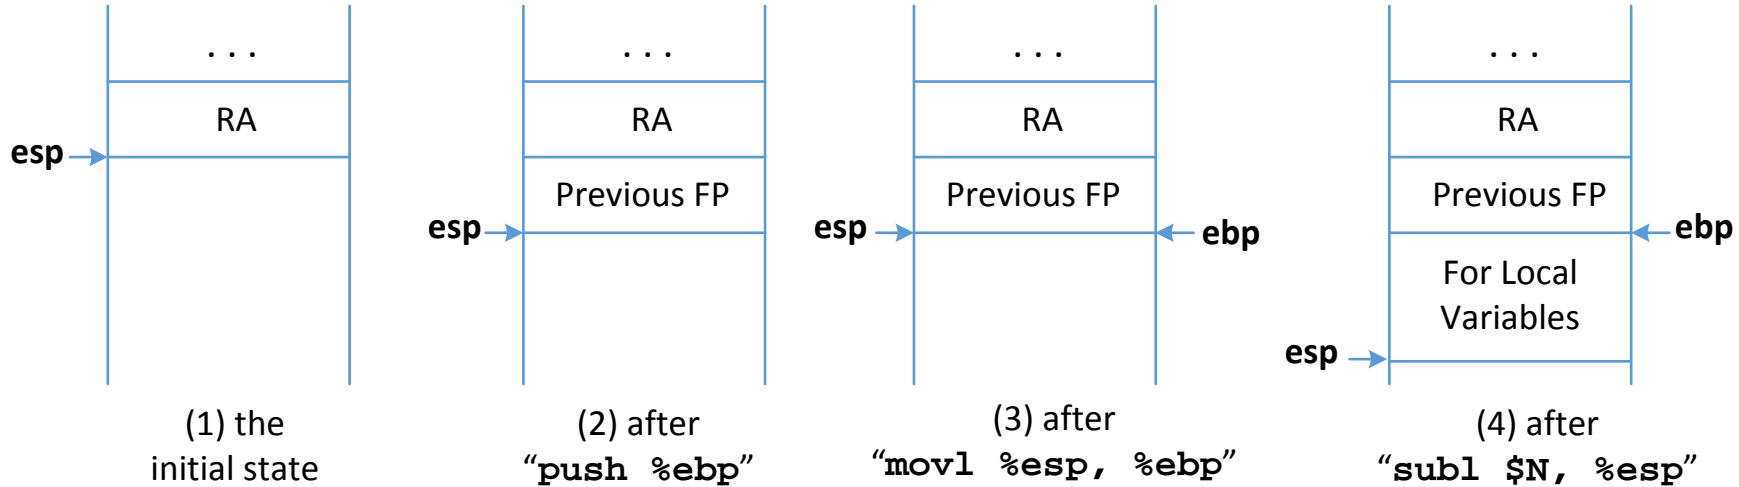 . . .
RA
esp
(1) the
initial state
. . .
RA
Previous FP
esp
(2) after
“push %ebp”
. . .
RA
Previous FP
esp
ebp
(3) after
“movl %esp, %ebp”
. . .
RA
Previous FP
ebp
For Local
Variables
esp
(4) after
“subl $N, %esp”